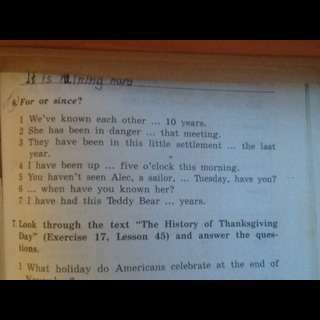 It is raining
6. For or since?
1 We've known each other ... 10 years.
2 She has been in danger ... that meeting.
3 They have been in this little settlement ... the last
year.
4 I have been up ... five o'clock this morning.
5 You haven't seen Alec, a sailor, ... Tuesday, have you?
6 ... when have you known her?
7 I have had this Teddy Bear ... years.
7. Look through the text "The History of Thanksgiving
Day" (Exercise 17, Lesson 45) and answer the ques-
tions.
1 What holiday do Americans celebrate at the end of